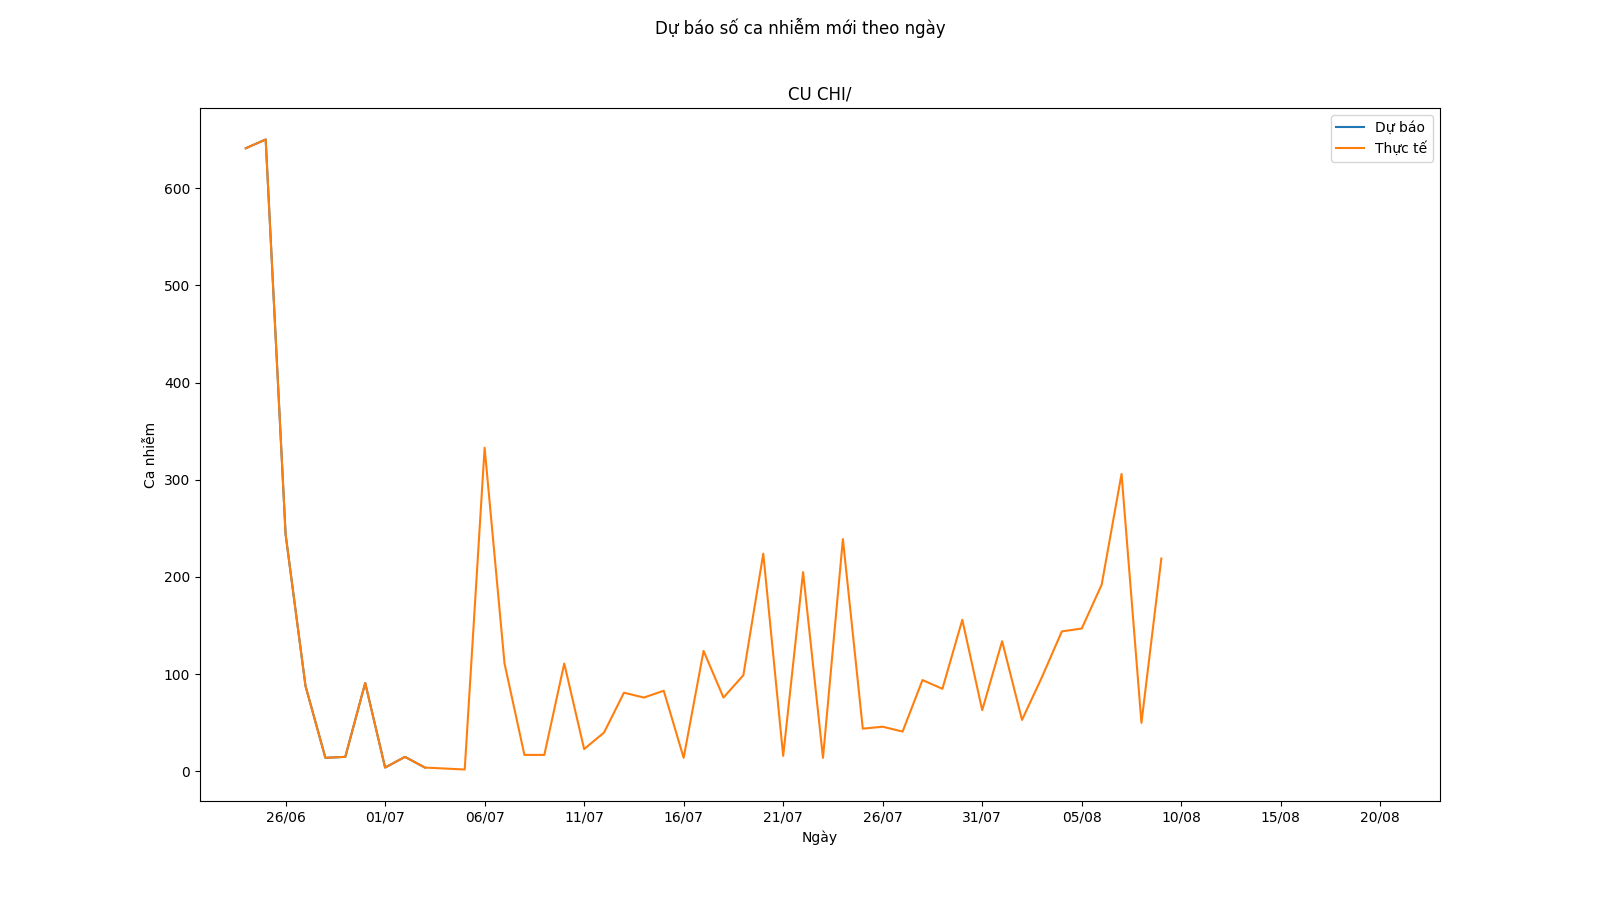 Dự báo số ca nhiễm mới theo ngày
CU CHI/
Dự báo
Thực tế
Ca nhiễm
600
500
400
300
200
100
0
26/06 01/07 06/07 11/07 16/07 21/07 26/07 31/07 05/08 10/08 15/08 20/08
Ngày